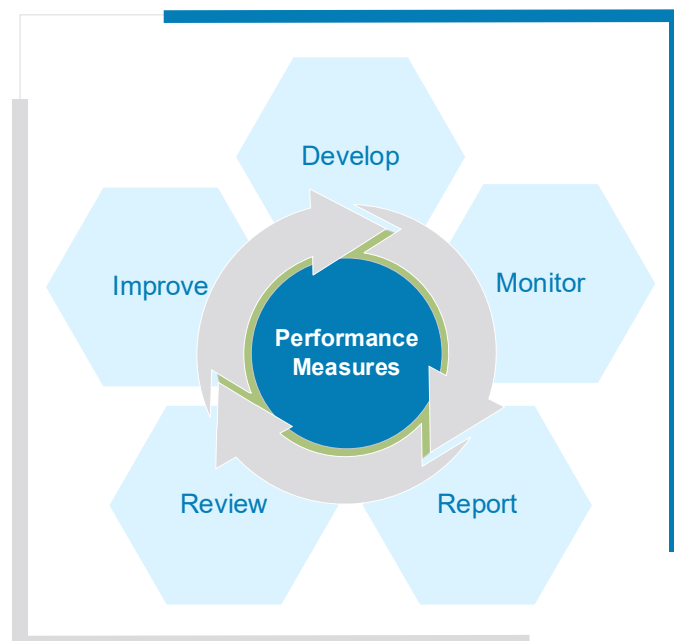 Develop
Improve
Monitor
Performance
Measures
Review
Report